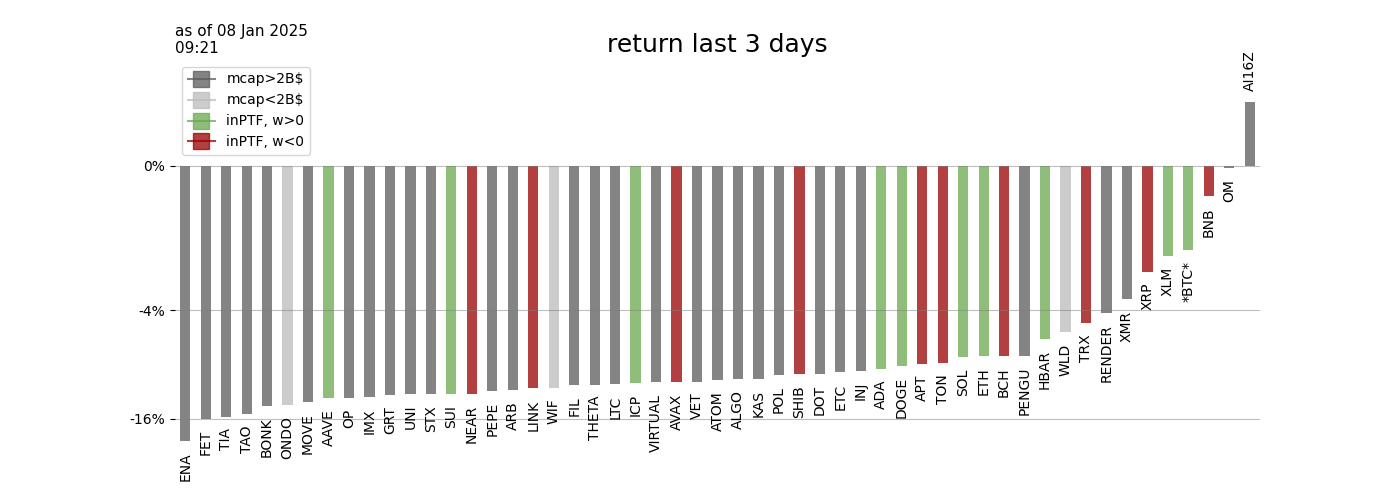 as of 08 Jan 2025
09:21
return last 3 days
mcap>2B$
mcap<2B$
inPTF, w>0
inPTF, w<0
0%
-4%
-16%
ENA
FET
TIA
TAO
BONK
ONDO
MOVE
AAVE
OP
IMX
GRT
UNI
STX
SUI
NEAR
PEPE
ARB
LINK
WIF
FIL
THETA
LTC
ICP
VIRTUAL
AVAX
VET
ATOM
ALGO
KAS
POL
SHIB
DOT
ETC
INJ
ADA
DOGE
APT
TON
SOL
ETH
BCH
PENGU
HBAR
WLD
TRX
RENDER
XMR
XRP
XLM
*BTC*
BNB
OM
AI16Z